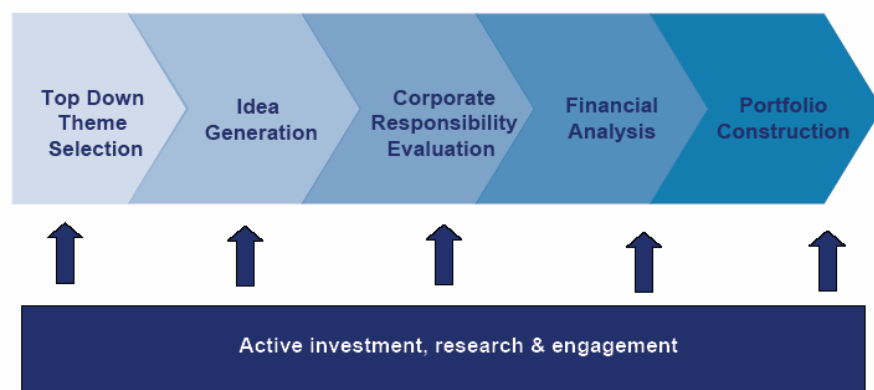 Top Down
Theme
Selection
Idea
Generation
Corporate
Responsibility
Evaluation
Financial
Analysis
Portfolio
Construction
Active investment, research & engagement